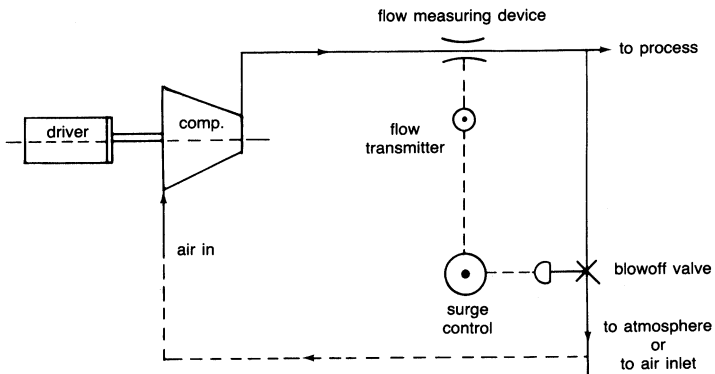 flow measuring device
to process
driver
comp.
flow
transmitter
air in
blowoff valve
surge
control
to atmosphere
or
to air inlet